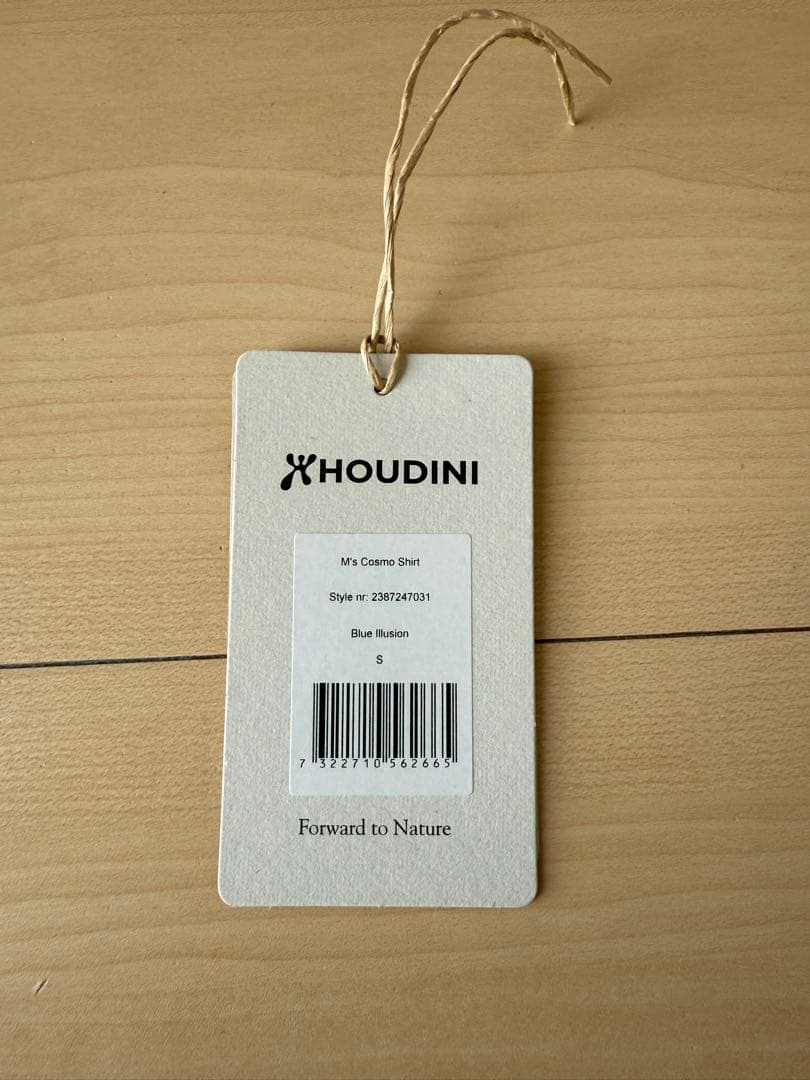 HOUDINI
M's Cosmo Shirt
Style nr: 2387247031
Blue Illusion
S
7 322710 562665
Forward to Nature